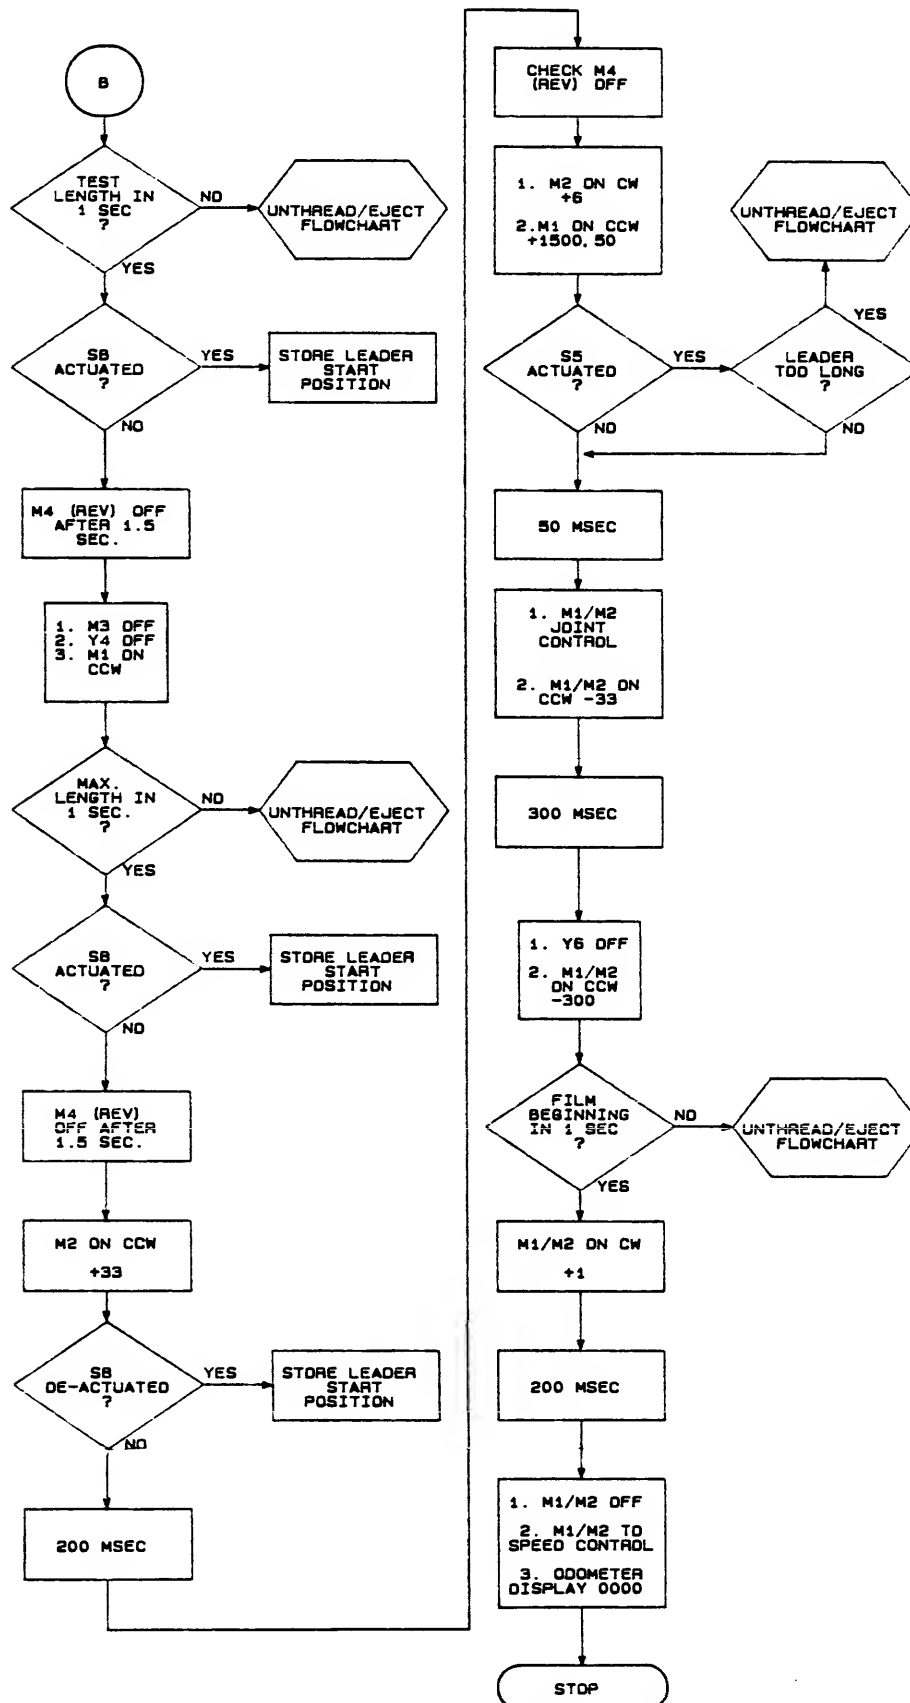 B
TEST
LENGTH IN
1 SEC
?
NO
UNTHREAD/EJECT
FLOWCHART
YES
S8
ACTUATED
?
YES
STORE LEADER
START
POSITION
NO
M4 (REV) OFF
AFTER 1.5
SEC.
1. M3 OFF
2. Y4 OFF
3. M1 ON
CCW
MAX.
LENGTH IN
1 SEC.
?
NO
UNTHREAD/EJECT
FLOWCHART
YES
S8
ACTUATED
?
YES
STORE LEADER
START
POSITION
NO
M4 (REV)
OFF AFTER
1.5 SEC.
M2 ON CCW
+33
S8
DE-ACTUATED
?
YES
STORE LEADER
START
POSITION
NO
200 MSEC
CHECK M4
(REV) OFF
1. M2 ON CW
+6
2.M1 ON CCW
+1500,50
S5
ACTUATED
?
YES
LEADER
TOO LONG
?
YES
UNTHREAD/EJECT
FLOWCHART
NO
NO
50 MSEC
1. M1/M2
JOINT
CONTROL
2. M1/M2 ON
CCW -33
300 MSEC
1. Y6 OFF
2. M1/M2
ON CCW
-300
FILM
BEGINNING
IN 1 SEC
?
NO
UNTHREAD/EJECT
FLOWCHART
YES
M1/M2 ON CW
+1
200 MSEC
1. M1/M2 OFF
2. M1/M2 TO
SPEED CONTROL
3. ODOMETER
DISPLAY 0000
STOP